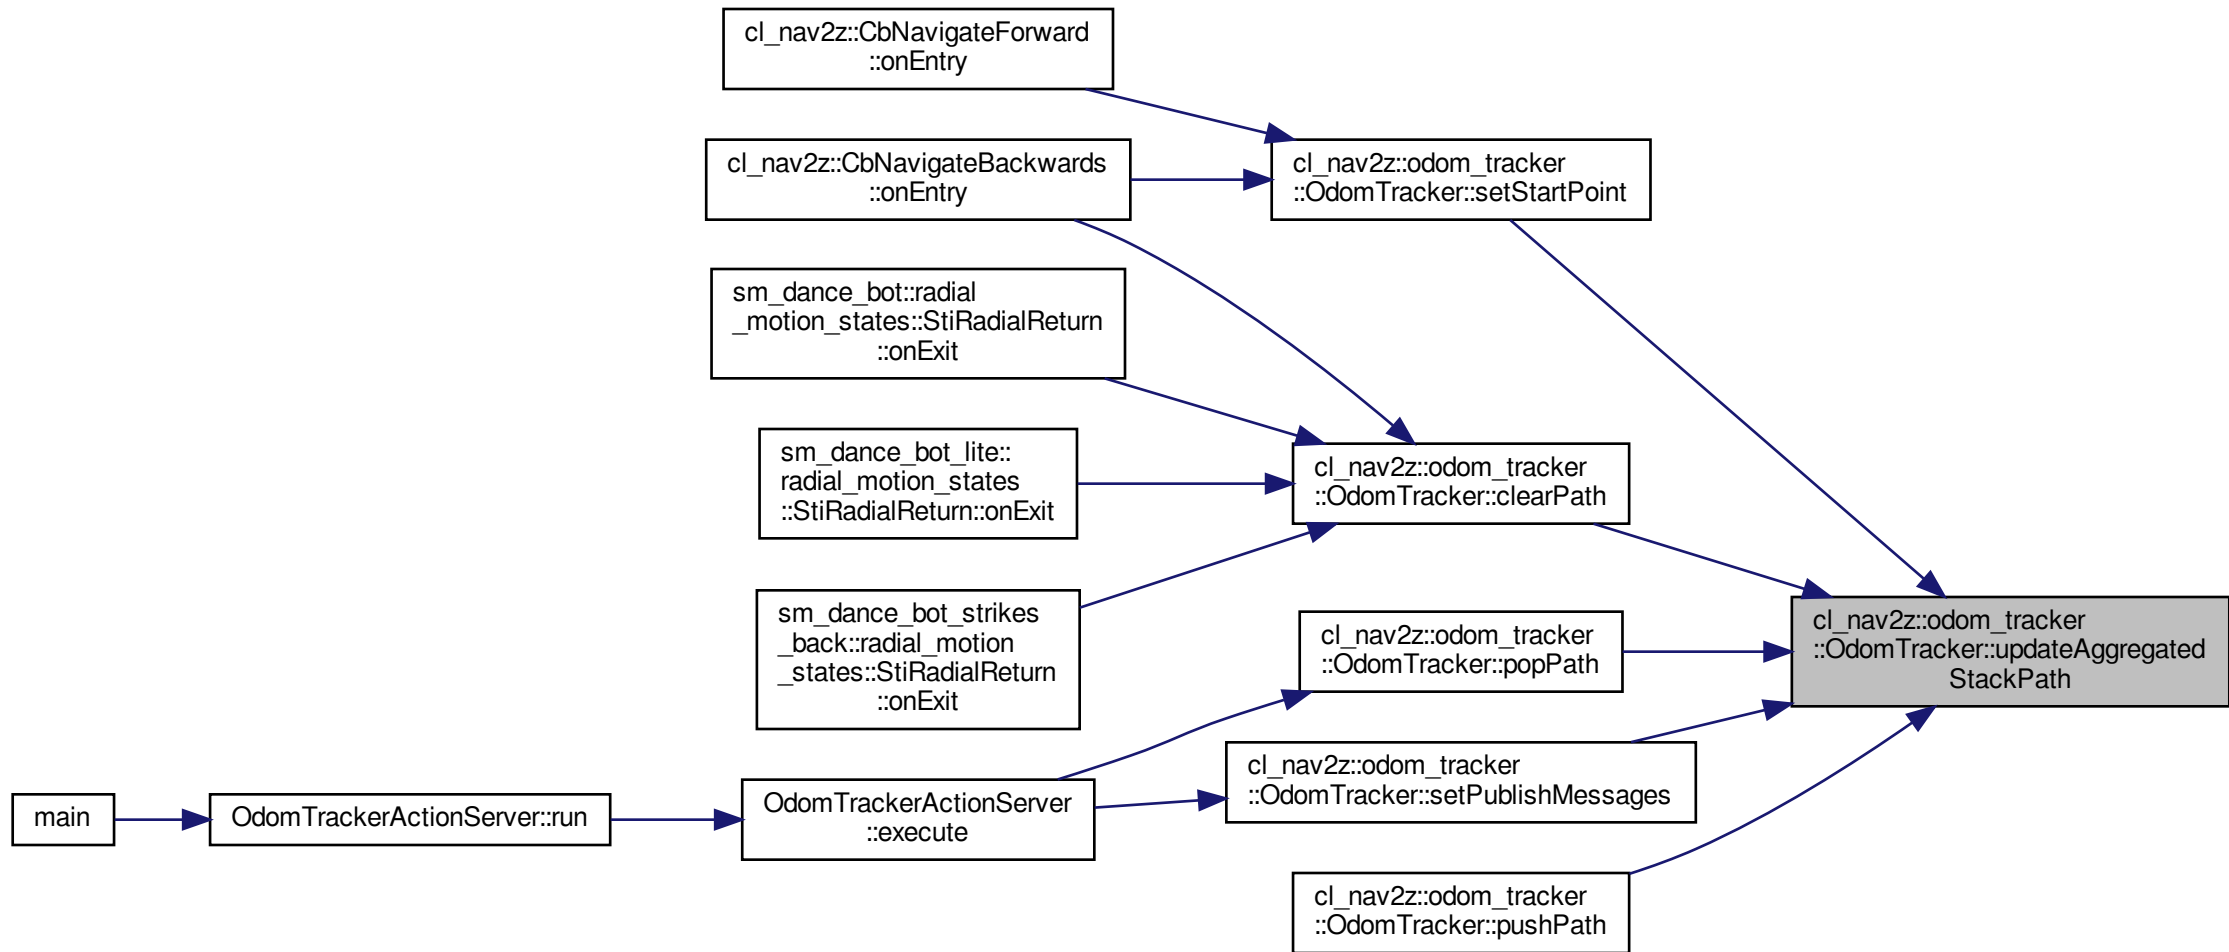 cl_nav2z::CbNavigateForward
::onEntry
cl_nav2z::CbNavigateBackwards
::onEntry
cl_nav2z::odom_tracker
::OdomTracker::setStartPoint
sm_dance_bot::radial
_motion_states::StiRadialReturn
::onExit
sm_dance_bot_lite::
radial_motion_states
::StiRadialReturn::onExit
cl_nav2z::odom_tracker
::OdomTracker::clearPath
sm_dance_bot_strikes
_back::radial_motion
_states::StiRadialReturn
::onExit
cl_nav2z::odom_tracker
::OdomTracker::popPath
cl_nav2z::odom_tracker
::OdomTracker::updateAggregated
StackPath
main
OdomTrackerActionServer::run
OdomTrackerActionServer
::execute
cl_nav2z::odom_tracker
::OdomTracker::setPublishMessages
cl_nav2z::odom_tracker
::OdomTracker::pushPath